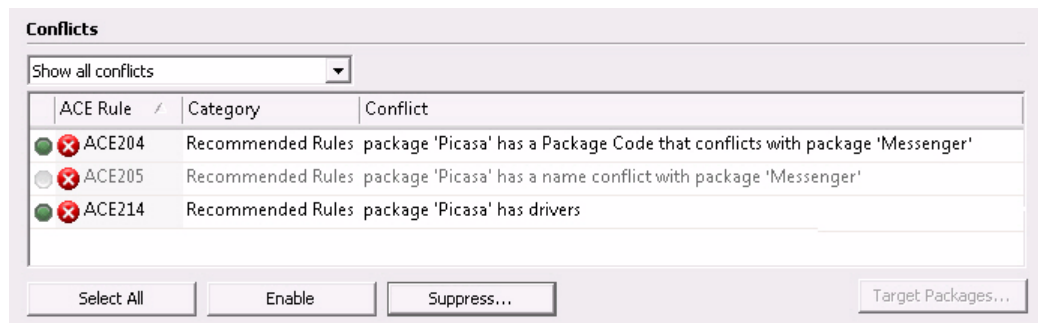 Conflicts
Show all conflicts
ACE Rule Category Conflict
ACE204 Recommended Rules package 'Picasa' has a Package Code that conflicts with package 'Messenger'
ACE205 Recommended Rules package 'Picasa' has a name conflict with package 'Messenger'
ACE214 Recommended Rules package 'Picasa' has drivers
Select All Enable Suppress... Target Packages...